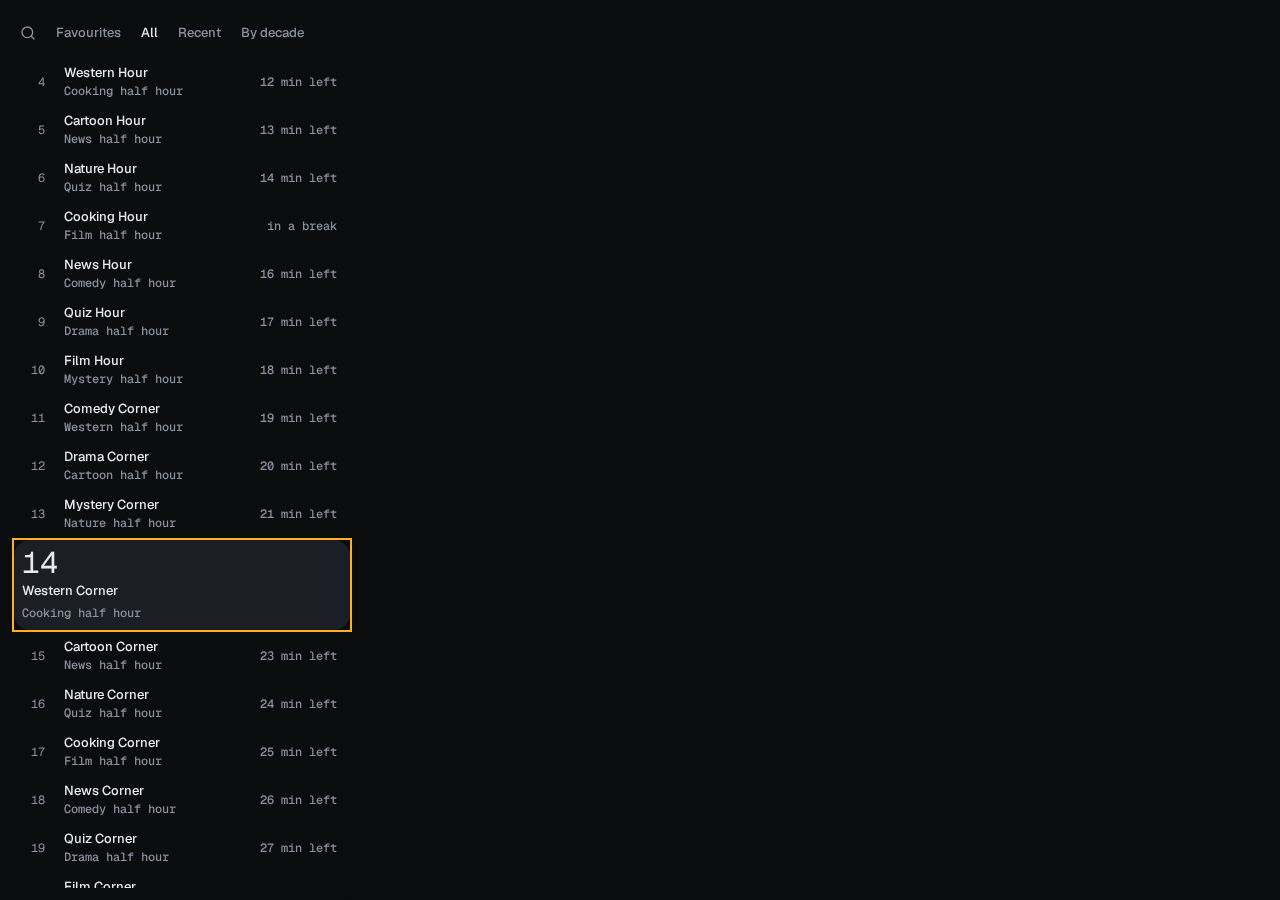 Favourites All Recent By decade
4 Western Hour 12 min left
Cooking half hour
5 Cartoon Hour 13 min left
News half hour
6 Nature Hour 14 min left
Quiz half hour
7 Cooking Hour in a break
Film half hour
8 News Hour 16 min left
Comedy half hour
9 Quiz Hour 17 min left
Drama half hour
10 Film Hour 18 min left
Mystery half hour
11 Comedy Corner 19 min left
Western half hour
12 Drama Corner 20 min left
Cartoon half hour
13 Mystery Corner 21 min left
Nature half hour
14
Western Corner
Cooking half hour
15 Cartoon Corner 23 min left
News half hour
16 Nature Corner 24 min left
Quiz half hour
17 Cooking Corner 25 min left
Film half hour
18 News Corner 26 min left
Comedy half hour
19 Quiz Corner 27 min left
Drama half hour
Film Corner